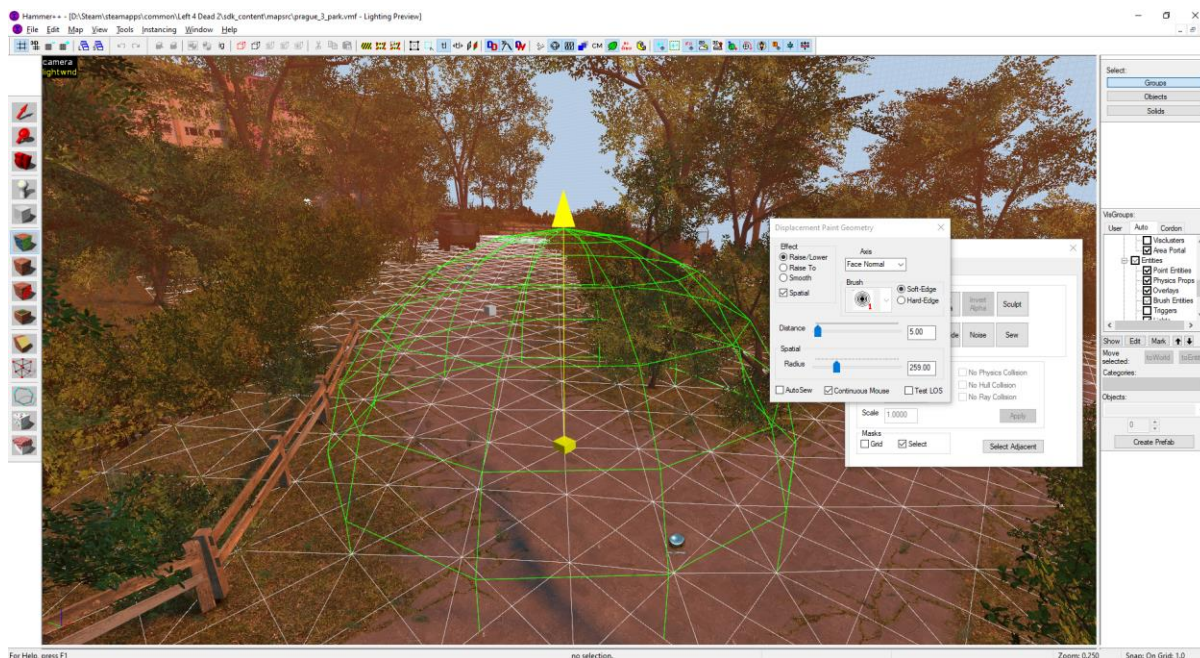 Hammer++ - [D:\Steam\steamapps\common\Left 4 Dead 2\sdk_content\mapsrc\prague_3_park.vmf - Lighting Preview]
File Edit Map View Tools Instancing Window Help
CM
camera
lightwnd
Select:
Groups
Objects
Solids
VisGroups:
User Auto Cordon
Visclusters
Area Portal
Entities
Point Entities
Physics Props
Overlays
Brush Entities
Triggers
Show Edit Mark
Move
selected:
toWorld
Categories:
Objects:
0
Create Prefab
Displacement Paint Geometry
Effect
Raise/Lower
Raise To
Smooth
Spatial
Axis
Face Normal
Brush
1
Soft-Edge
Hard-Edge
Distance
5.00
Spatial
Radius
259.00
AutoSew
Continuous Mouse
Test LOS
Invert
Alpha
Sculpt
Noise
Sew
No Physics Collision
No Hull Collision
No Ray Collision
Scale 1.0000
Apply
Masks
Grid
Select
Select Adjacent
For Help, press F1
no selection.
Zoom: 0.250
Snap: On Grid: 1.0